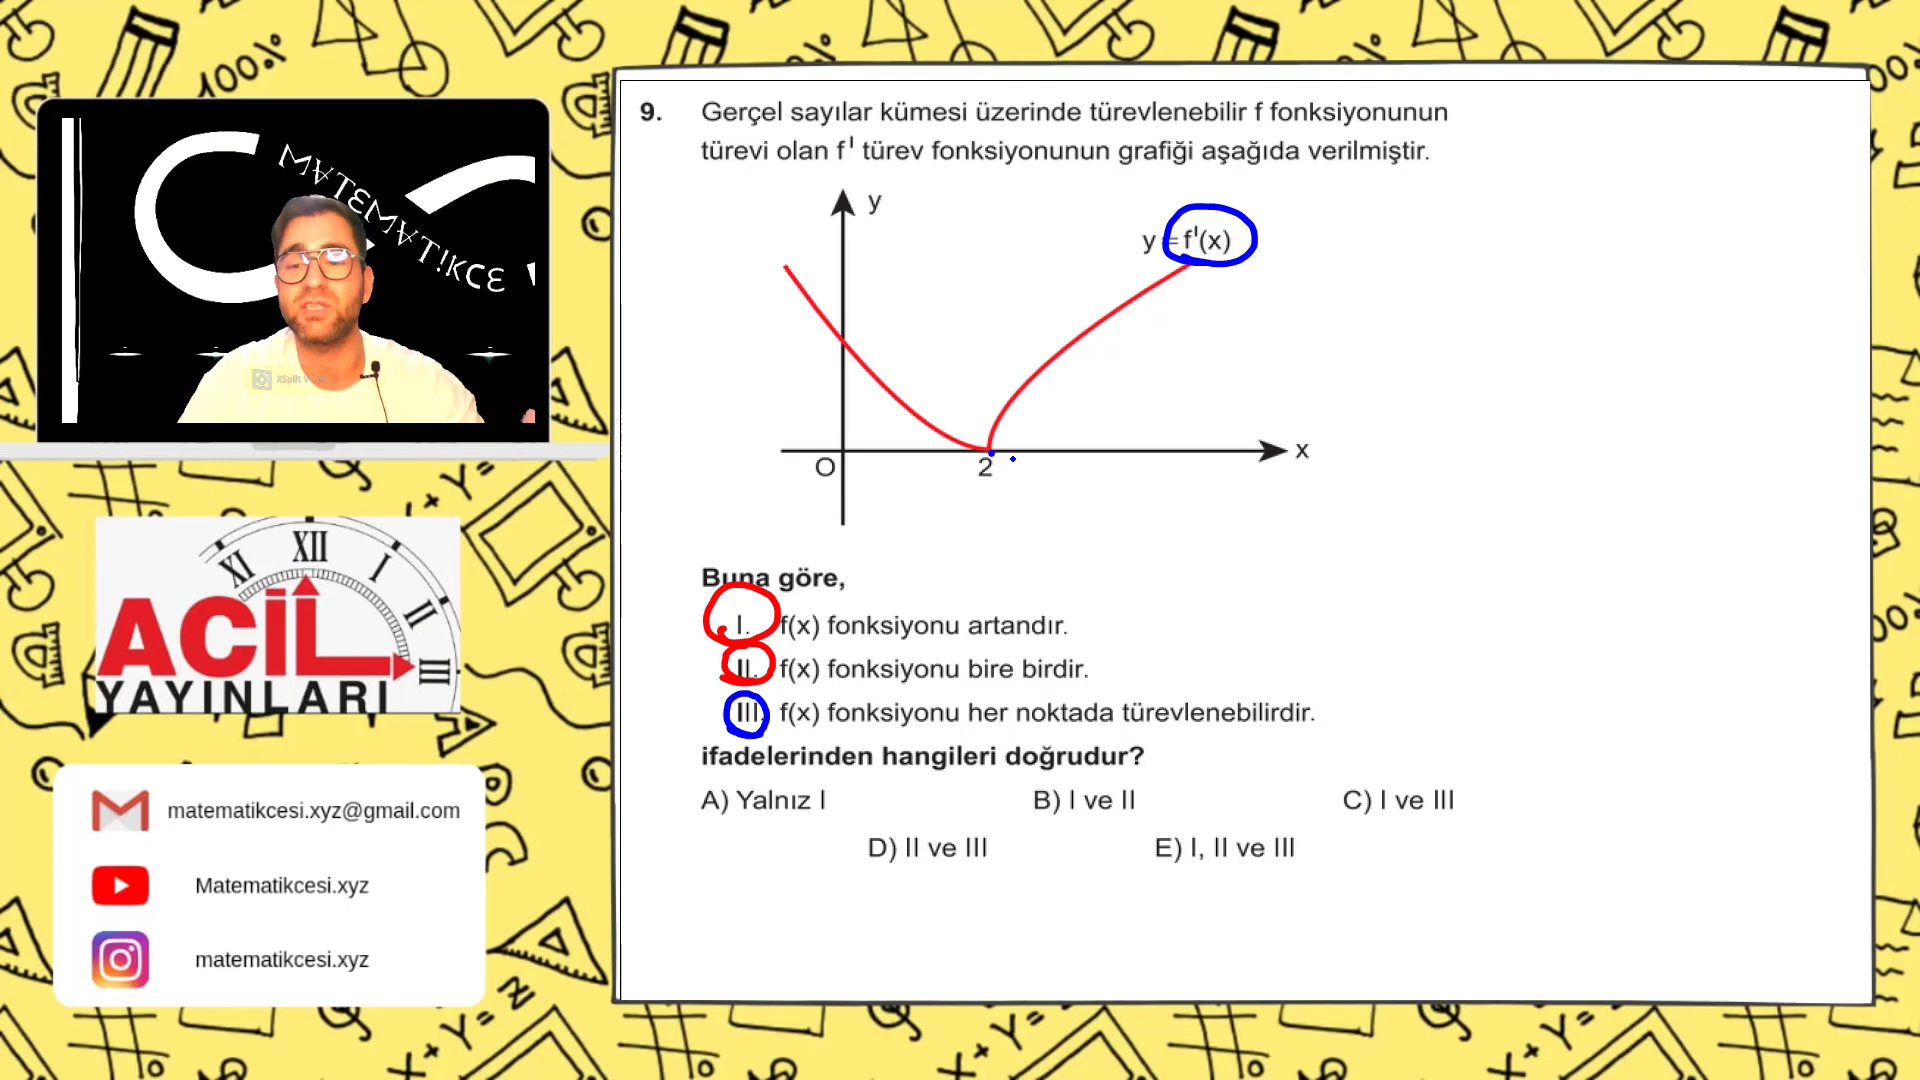 100%
MATEMATİKCE
XSplit V
XI XII I II III
ACİL
YAYINLARI
matematikcesi.xyz@gmail.com
Matematikcesi.xyz
matematikcesi.xyz
9. Gerçel sayılar kümesi üzerinde türevlenebilir f fonksiyonunun
türevi olan f' türev fonksiyonunun grafiği aşağıda verilmiştir.
y
y = f'(x)
x
O
2
Buna göre,
I. f(x) fonksiyonu artandır.
II. f(x) fonksiyonu bire birdir.
III. f(x) fonksiyonu her noktada türevlenebilirdir.
ifadelerinden hangileri doğrudur?
A) Yalnız I B) I ve II C) I ve III
D) II ve III E) I, II ve III